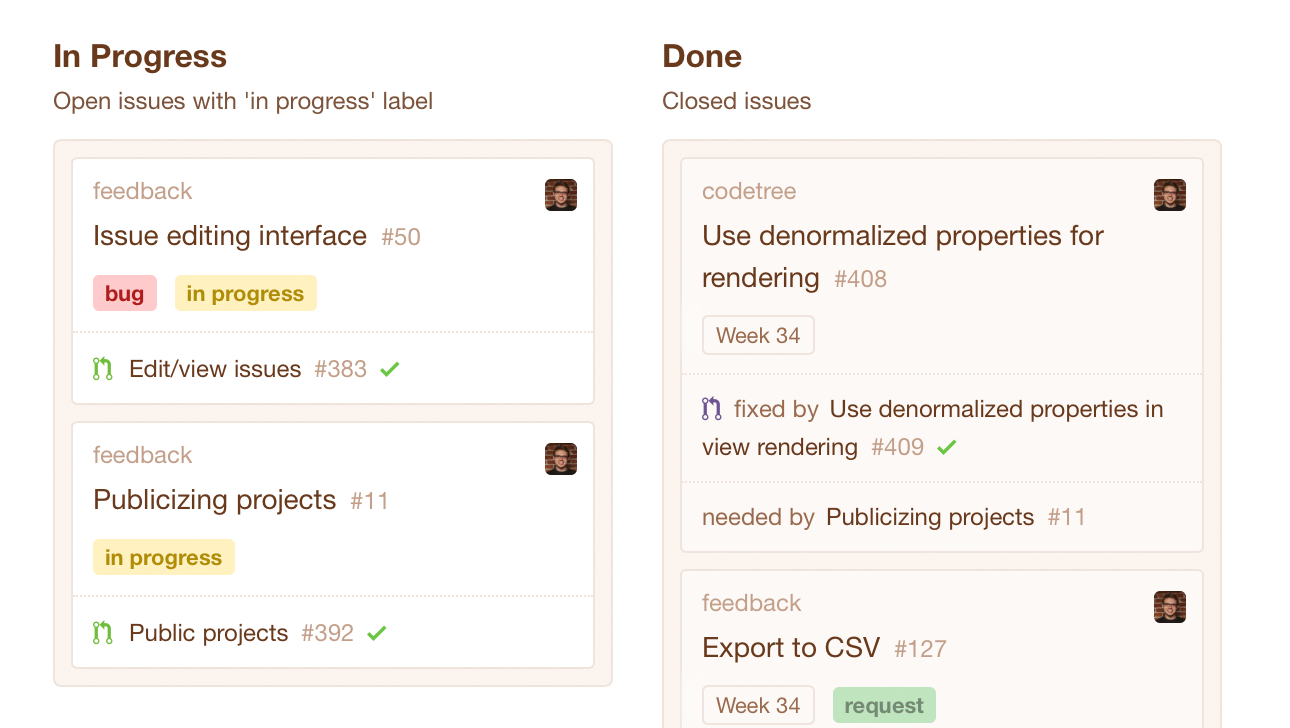 In Progress
Open issues with 'in progress' label
feedback
Issue editing interface #50
bug in progress
Edit/view issues #383
feedback
Publicizing projects #11
in progress
Public projects #392
Done
Closed issues
codetree
Use denormalized properties for
rendering #408
Week 34
fixed by Use denormalized properties in
view rendering #409
needed by Publicizing projects #11
feedback
Export to CSV #127
Week 34 request